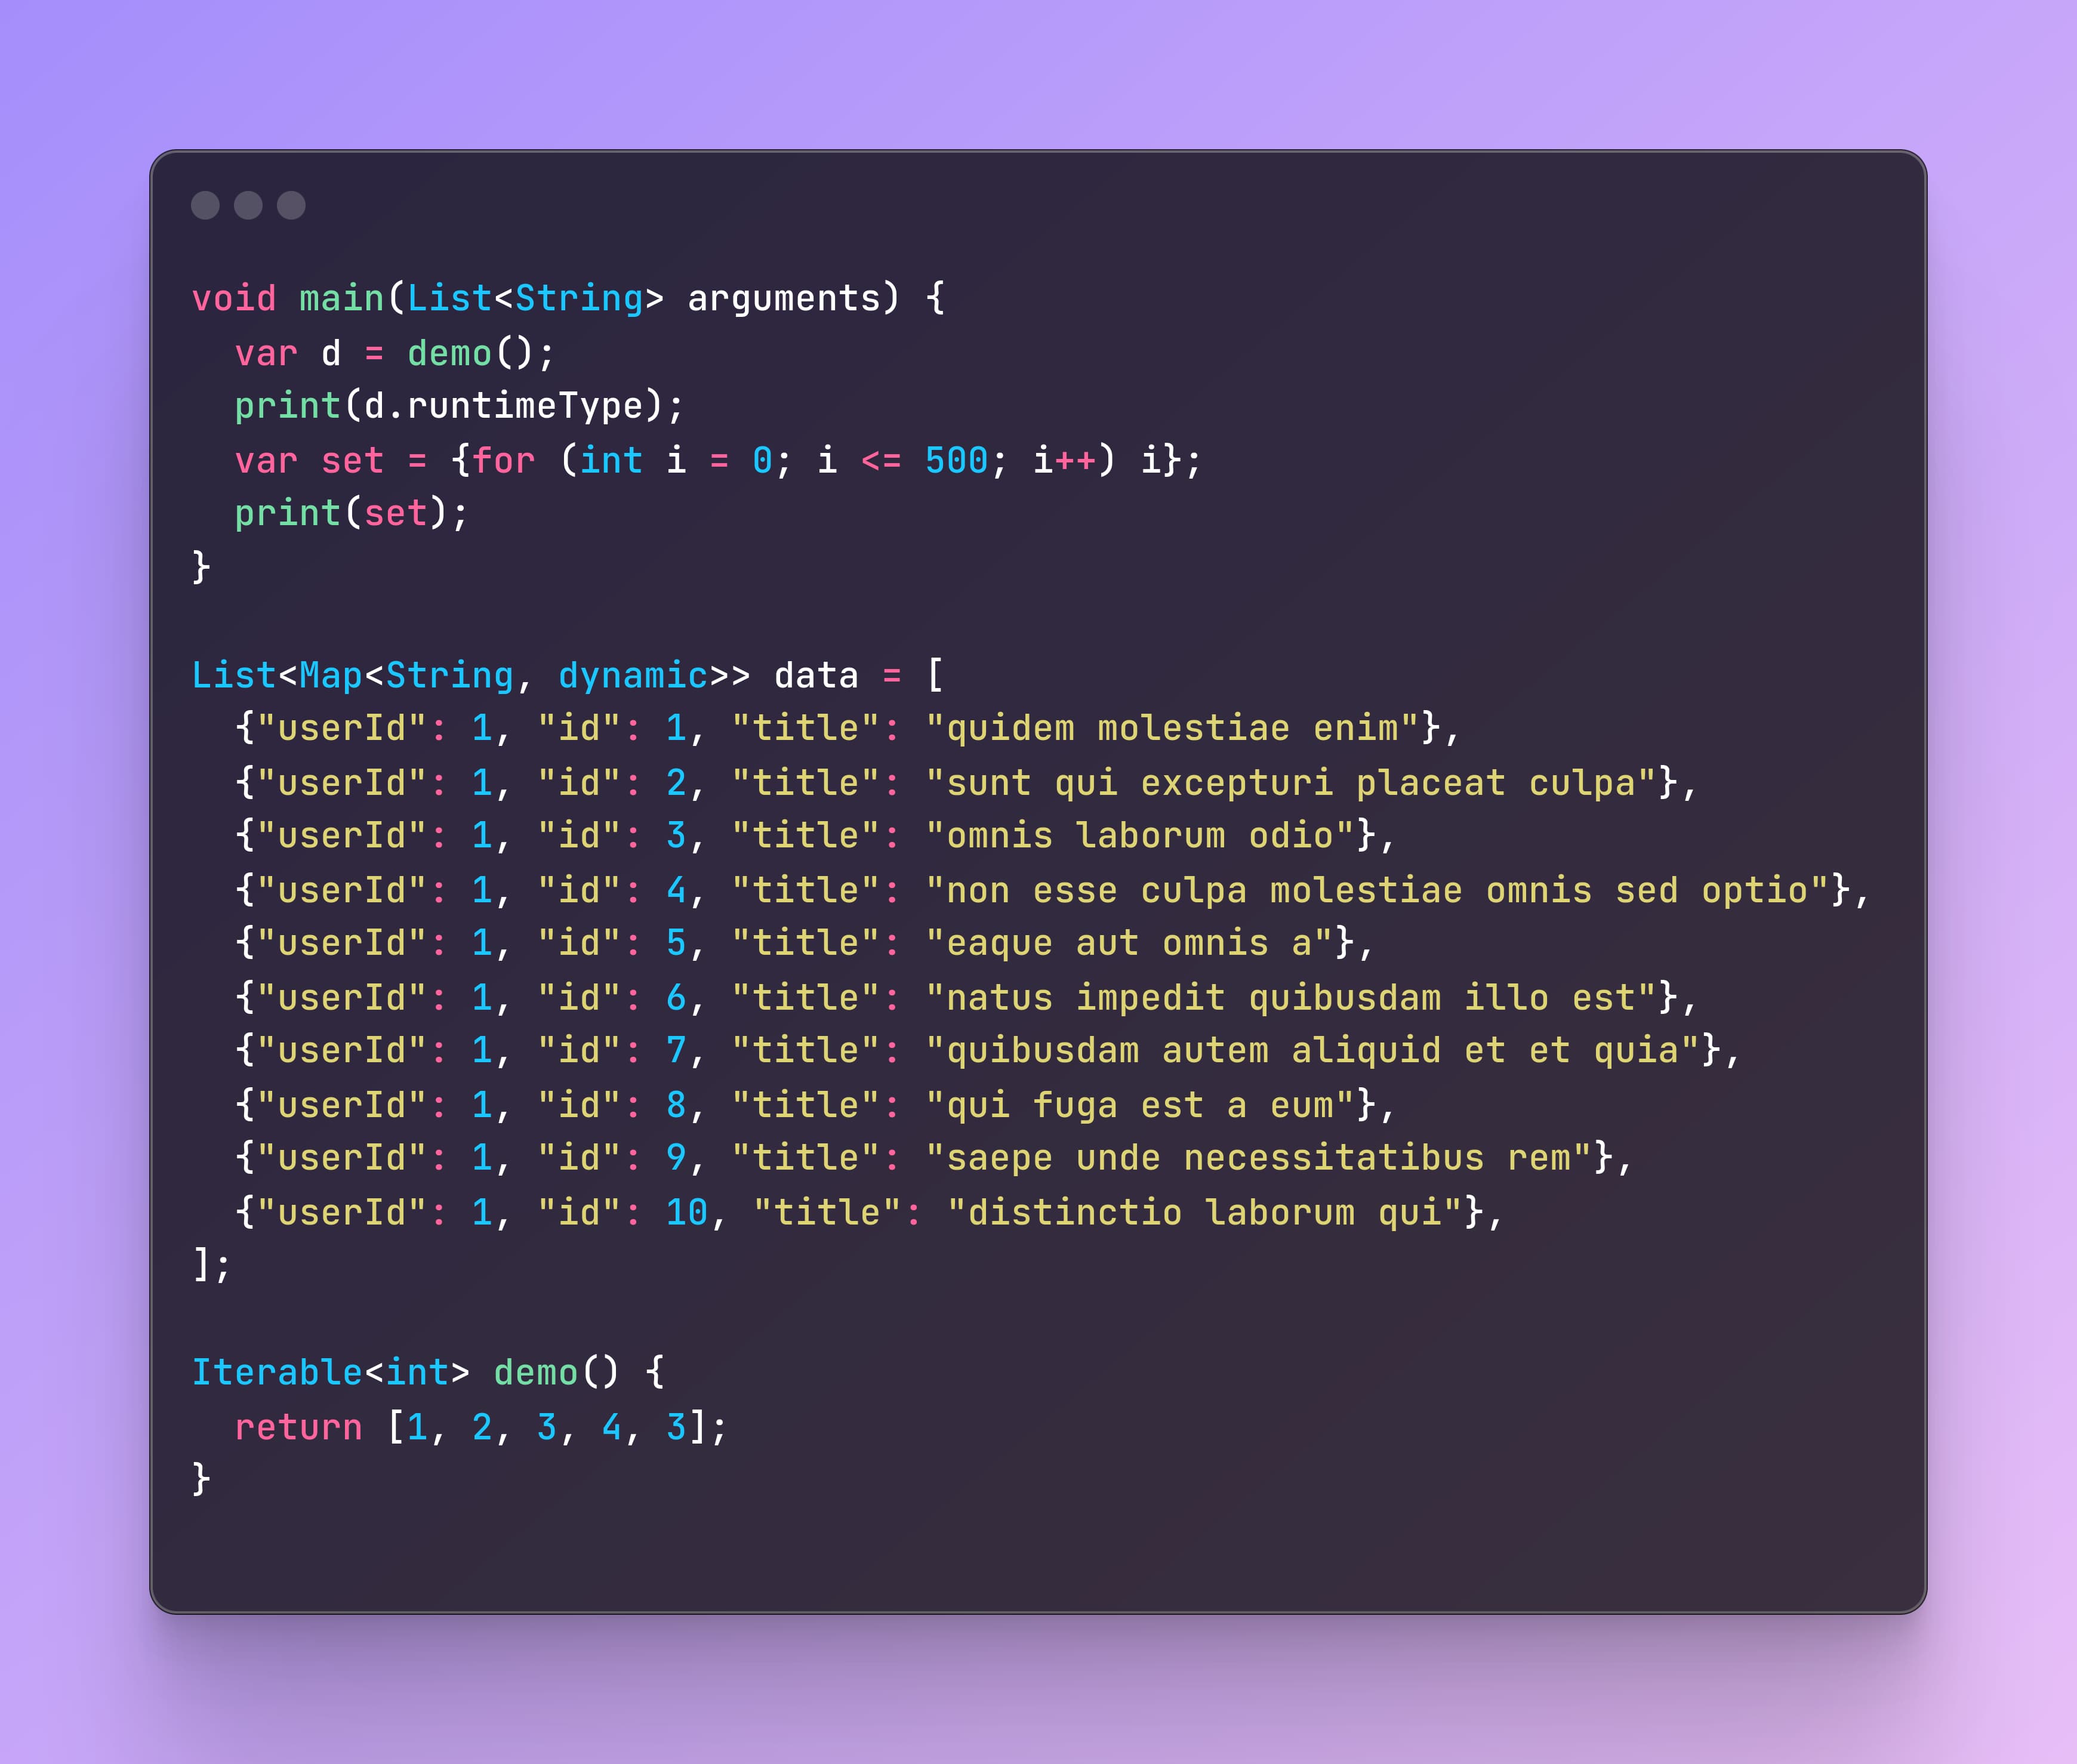 void main(List<String> arguments) {
  var d = demo();
  print(d.runtimeType);
  var set = {for (int i = 0; i <= 500; i++) i};
  print(set);
}

List<Map<String, dynamic>> data = [
  {"userId": 1, "id": 1, "title": "quidem molestiae enim"},
  {"userId": 1, "id": 2, "title": "sunt qui excepturi placeat culpa"},
  {"userId": 1, "id": 3, "title": "omnis laborum odio"},
  {"userId": 1, "id": 4, "title": "non esse culpa molestiae omnis sed optio"},
  {"userId": 1, "id": 5, "title": "eaque aut omnis a"},
  {"userId": 1, "id": 6, "title": "natus impedit quibusdam illo est"},
  {"userId": 1, "id": 7, "title": "quibusdam autem aliquid et et quia"},
  {"userId": 1, "id": 8, "title": "qui fuga est a eum"},
  {"userId": 1, "id": 9, "title": "saepe unde necessitatibus rem"},
  {"userId": 1, "id": 10, "title": "distinctio laborum qui"},
];

Iterable<int> demo() {
  return [1, 2, 3, 4, 3];
}